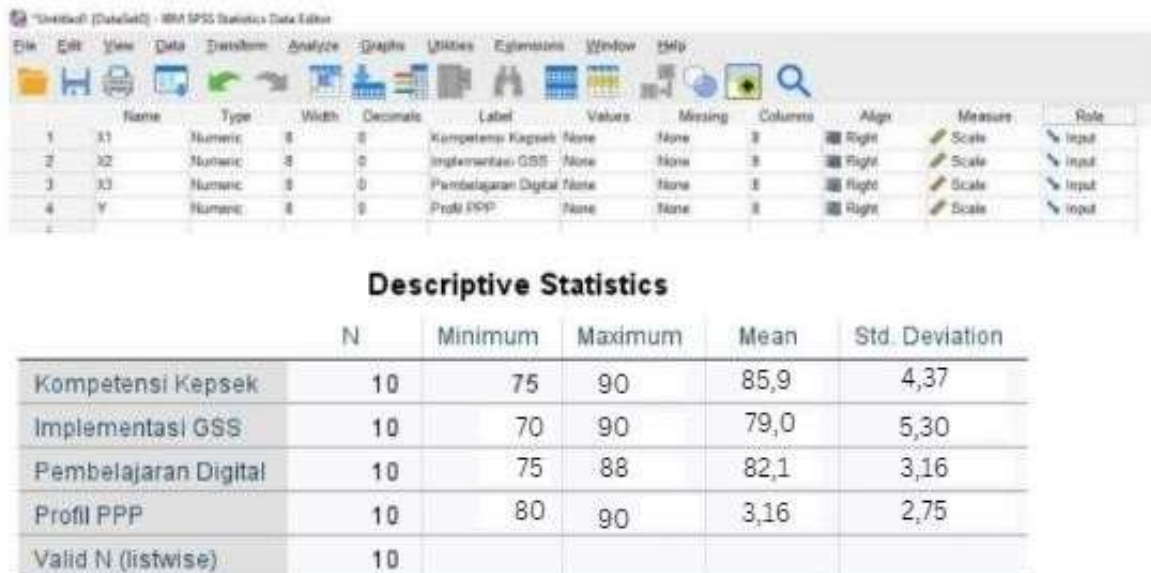 *Untitled1 [DataSet0] - IBM SPSS Statistics Data Editor
File Edit View Data Transform Analyze Graphs Utilities Extensions Window Help
Name Type Width Decimals Label Values Missing Columns Align Measure Role
1 X1 Numeric 8 0 Kompetensi Kepsek None None 8 Right Scale Input
2 X2 Numeric 8 0 Implementasi GSS None None 8 Right Scale Input
3 X3 Numeric 8 0 Pembelajaran Digital None None 8 Right Scale Input
4 Y Numeric 8 0 Profil PPP None None 8 Right Scale Input
Descriptive Statistics
N Minimum Maximum Mean Std. Deviation
Kompetensi Kepsek 10 75 90 85,9 4,37
Implementasi GSS 10 70 90 79,0 5,30
Pembelajaran Digital 10 75 88 82,1 3,16
Profil PPP 10 80 90 3,16 2,75
Valid N (listwise) 10